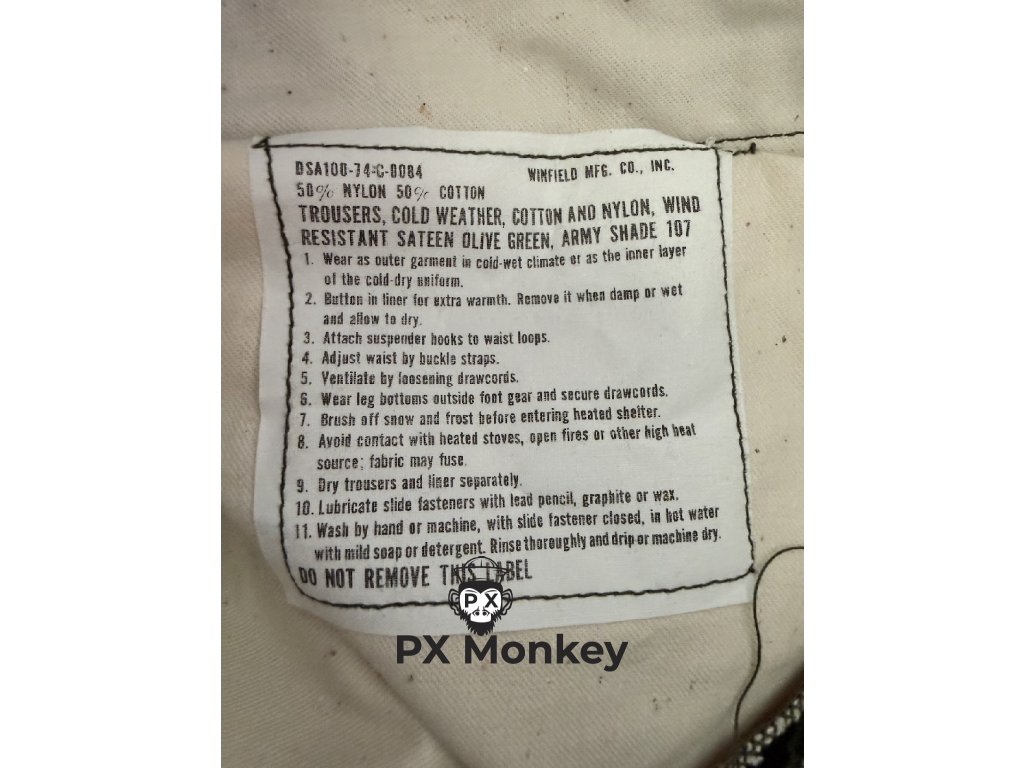 DSA100-74-C-0084 WINFIELD MFG. CO., INC.
50% NYLON 50% COTTON
TROUSERS, COLD WEATHER, COTTON AND NYLON, WIND
RESISTANT SATEEN OLIVE GREEN, ARMY SHADE 107
1. Wear as outer garment in cold-wet climate or as the inner layer
of the cold-dry uniform.
2. Button in liner for extra warmth. Remove it when damp or wet
and allow to dry.
3. Attach suspender hooks to waist loops.
4. Adjust waist by buckle straps.
5. Ventilate by loosening drawcords.
6. Wear leg bottoms outside foot gear and secure drawcords.
7. Brush off snow and frost before entering heated shelter.
8. Avoid contact with heated stoves, open fires or other high heat
source; fabric may fuse.
9. Dry trousers and liner separately.
10. Lubricate slide fasteners with lead pencil, graphite or wax.
11. Wash by hand or machine, with slide fastener closed, in hot water
with mild soap or detergent. Rinse thoroughly and drip or machine dry.
DO NOT REMOVE THIS LABEL
PX
PX Monkey